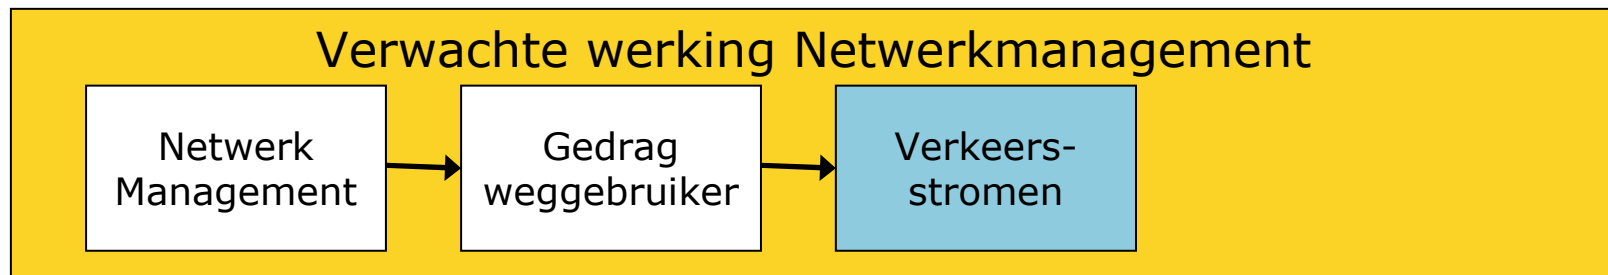 Verwachte werking Netwerkmanagement
Netwerk
Management
Gedrag
weggebruiker
Verkeers-
stromen